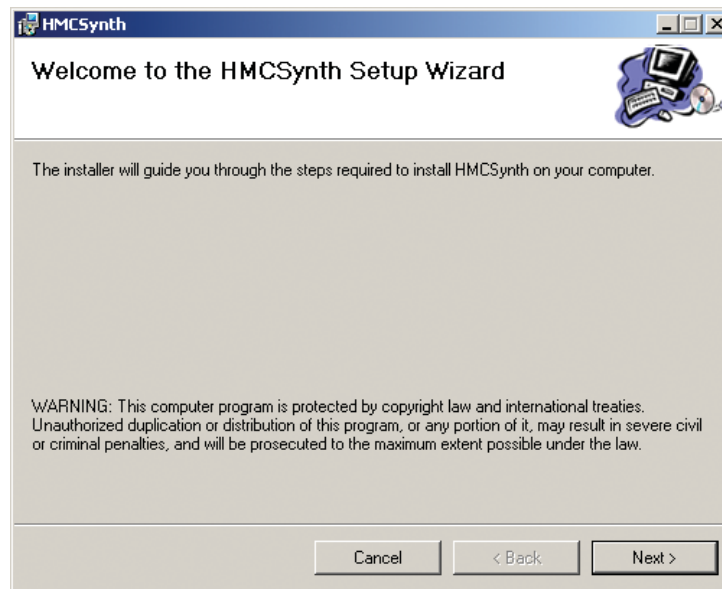 HMCSynth
Welcome to the HMCSynth Setup Wizard
The installer will guide you through the steps required to install HMCSynth on your computer.
WARNING: This computer program is protected by copyright law and international treaties.
Unauthorized duplication or distribution of this program, or any portion of it, may result in severe civil
or criminal penalties, and will be prosecuted to the maximum extent possible under the law.
Cancel
< Back
Next >